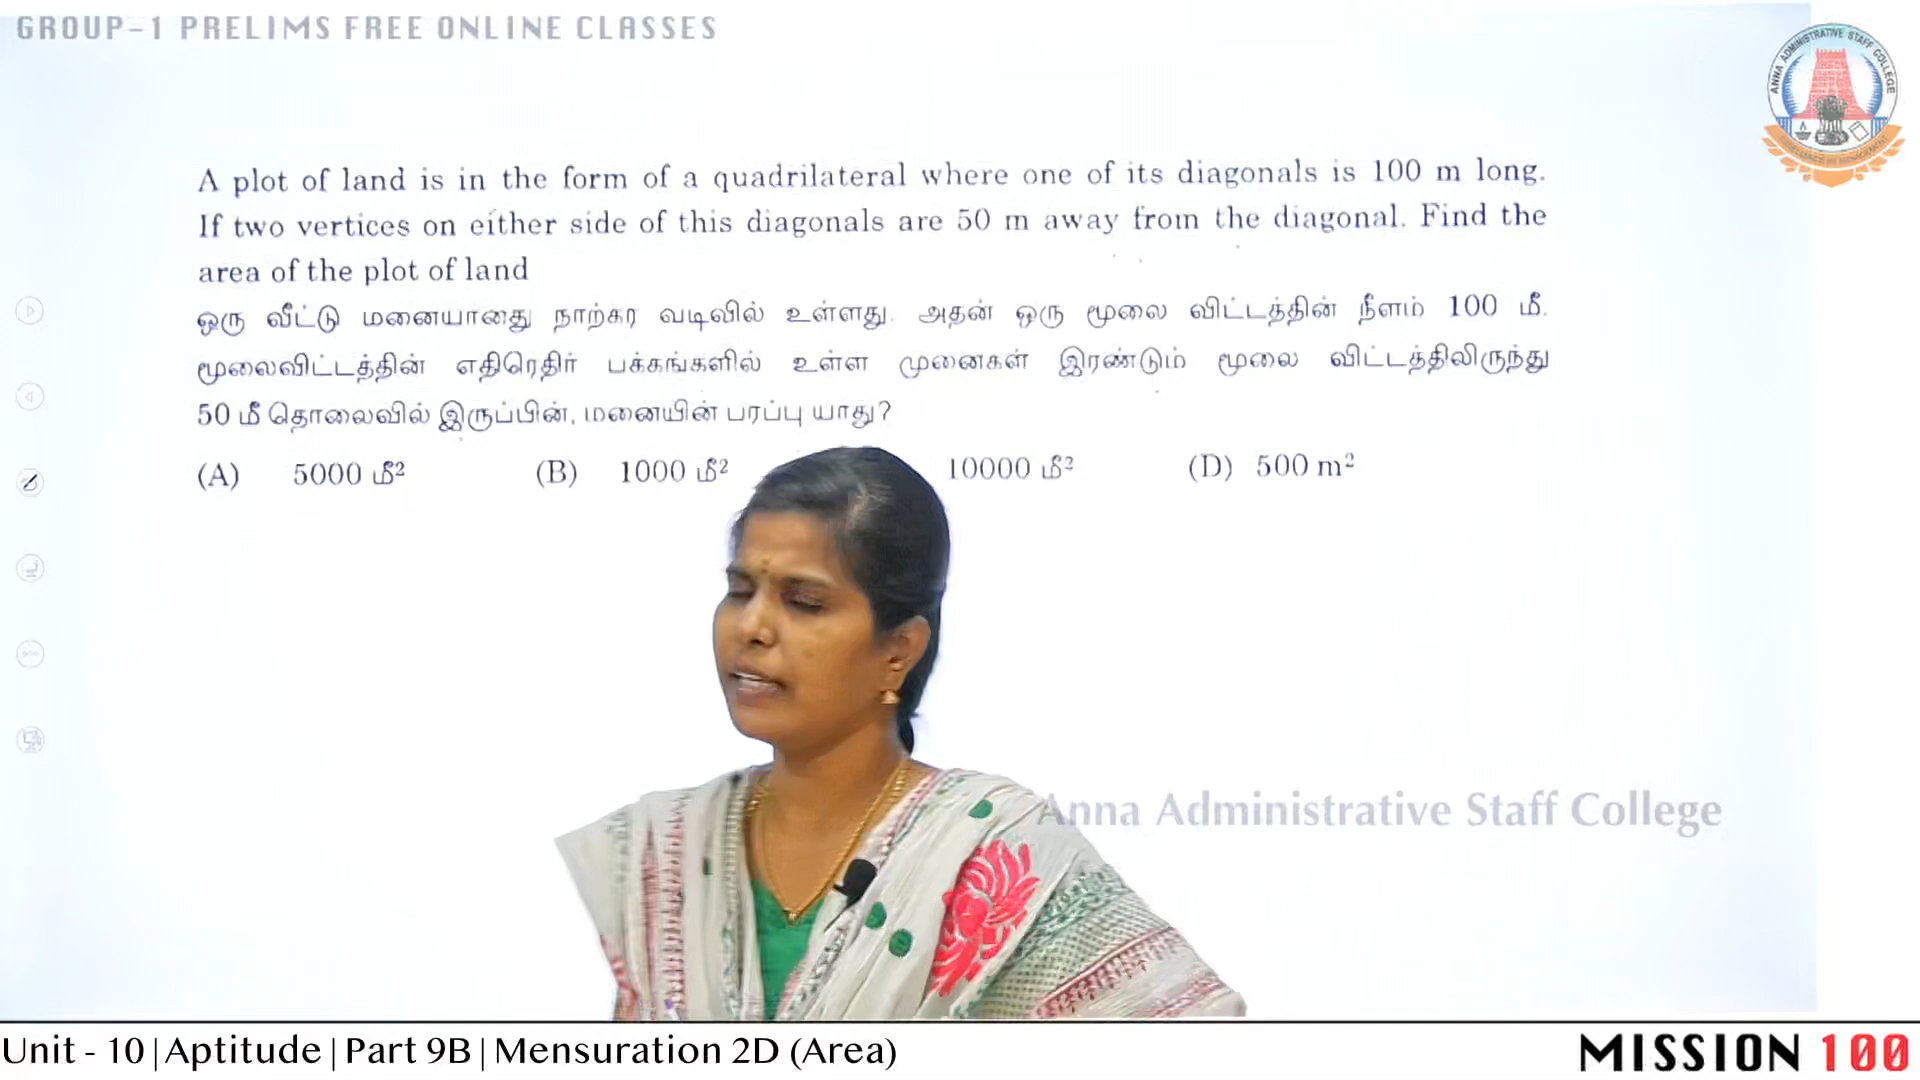 GROUP-1 PRELIMS FREE ONLINE CLASSES
ANNA ADMINISTRATIVE STAFF COLLEGE
A plot of land is in the form of a quadrilateral where one of its diagonals is 100 m long.
If two vertices on either side of this diagonals are 50 m away from the diagonal. Find the
area of the plot of land
ஒரு வீட்டு மனையானது நாற்கர வடிவில் உள்ளது. அதன் ஒரு மூலை விட்டத்தின் நீளம் 100 மீ.
மூலைவிட்டத்தின் எதிரெதிர் பக்கங்களில் உள்ள முனைகள் இரண்டும் மூலை விட்டத்திலிருந்து
50 மீ தொலைவில் இருப்பின், மனையின் பரப்பு யாது?
(A) 5000 மீ² (B) 1000 மீ² 10000 மீ² (D) 500 m²
Anna Administrative Staff College
Unit - 10 | Aptitude | Part 9B | Mensuration 2D (Area)
MISSION 100